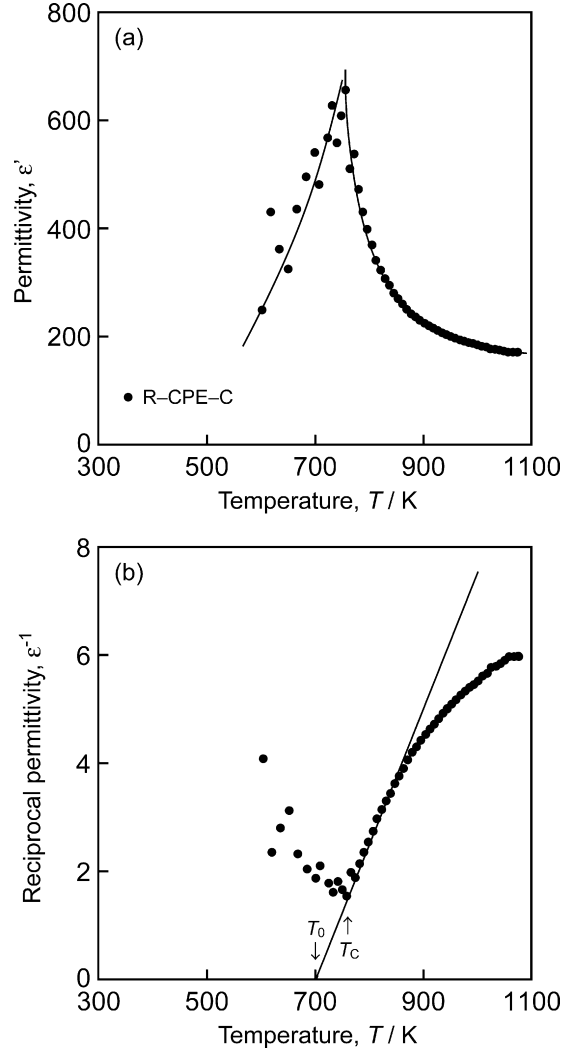 800
(a)
600
400
200
0
Permittivity, ε'
R–CPE–C
300 500 700 900 1100
Temperature, T / K
8
(b)
6
4
2
0
Reciprocal permittivity, ε-1
T0
↓
↑
TC
300 500 700 900 1100
Temperature, T / K